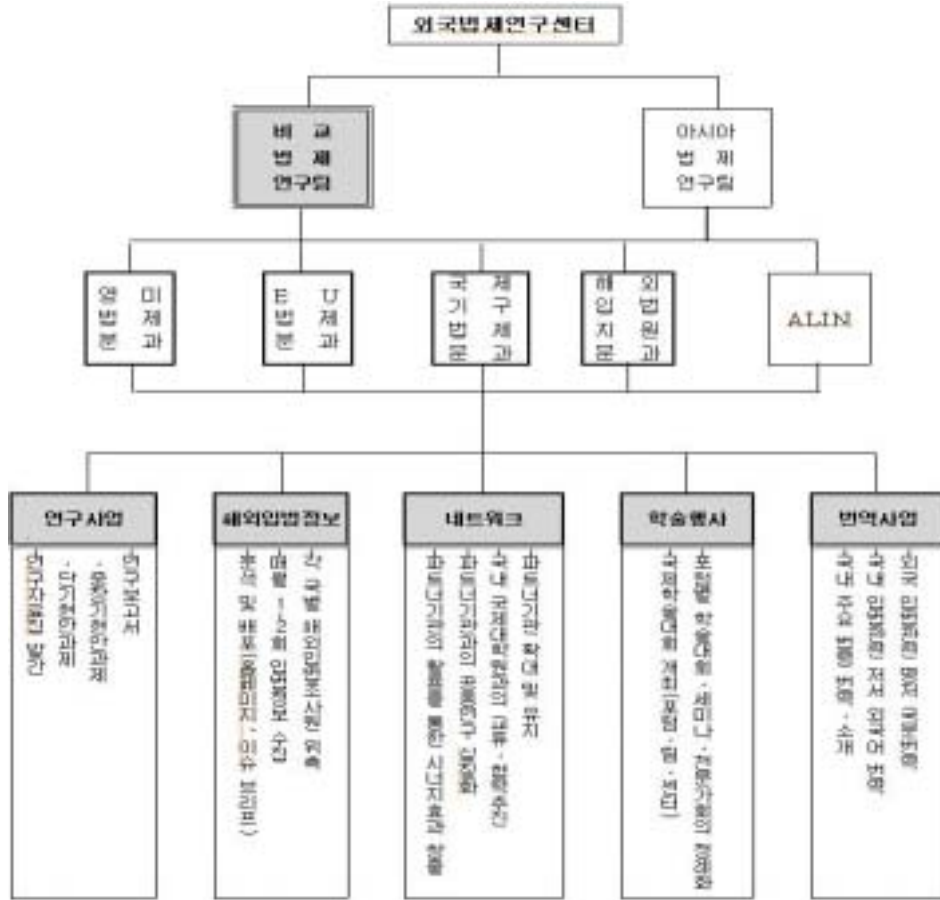 외국법제연구센터
비 교
법 제
연구팀
아시아
법 제
연구팀
영 미
법 제
분 과
E U
법 제
분 과
국 제
기 구
법 제
분 과
해 외
입 법
지 원
분 과
ALIN
연구사업
연구보고서
·중장기현안과제
·단기현안과제
연구자료집 발간
해외입법정보
각 국별 해외입법조사원 위촉
매월 1-2회 입법정보 수집
분석 및 배포(홈페이지, 이슈 브리프)
네트워크
파트너기관 확대 및 유지
국내 국제대학원과의 교류·협력추진
파트너기관과의 공동연구 활성화
파트너기관의 활용을 통한 시너지효과 창출
학술행사
포럼별 학술대회·세미나·전문가회의 정례화
국제학술대회 개최(포럼·팀·센터)
번역사업
외국 입법관련 명저 국문번역
국내 입법관련 저서 외국어 번역
국내 주요 법령 번역·소개